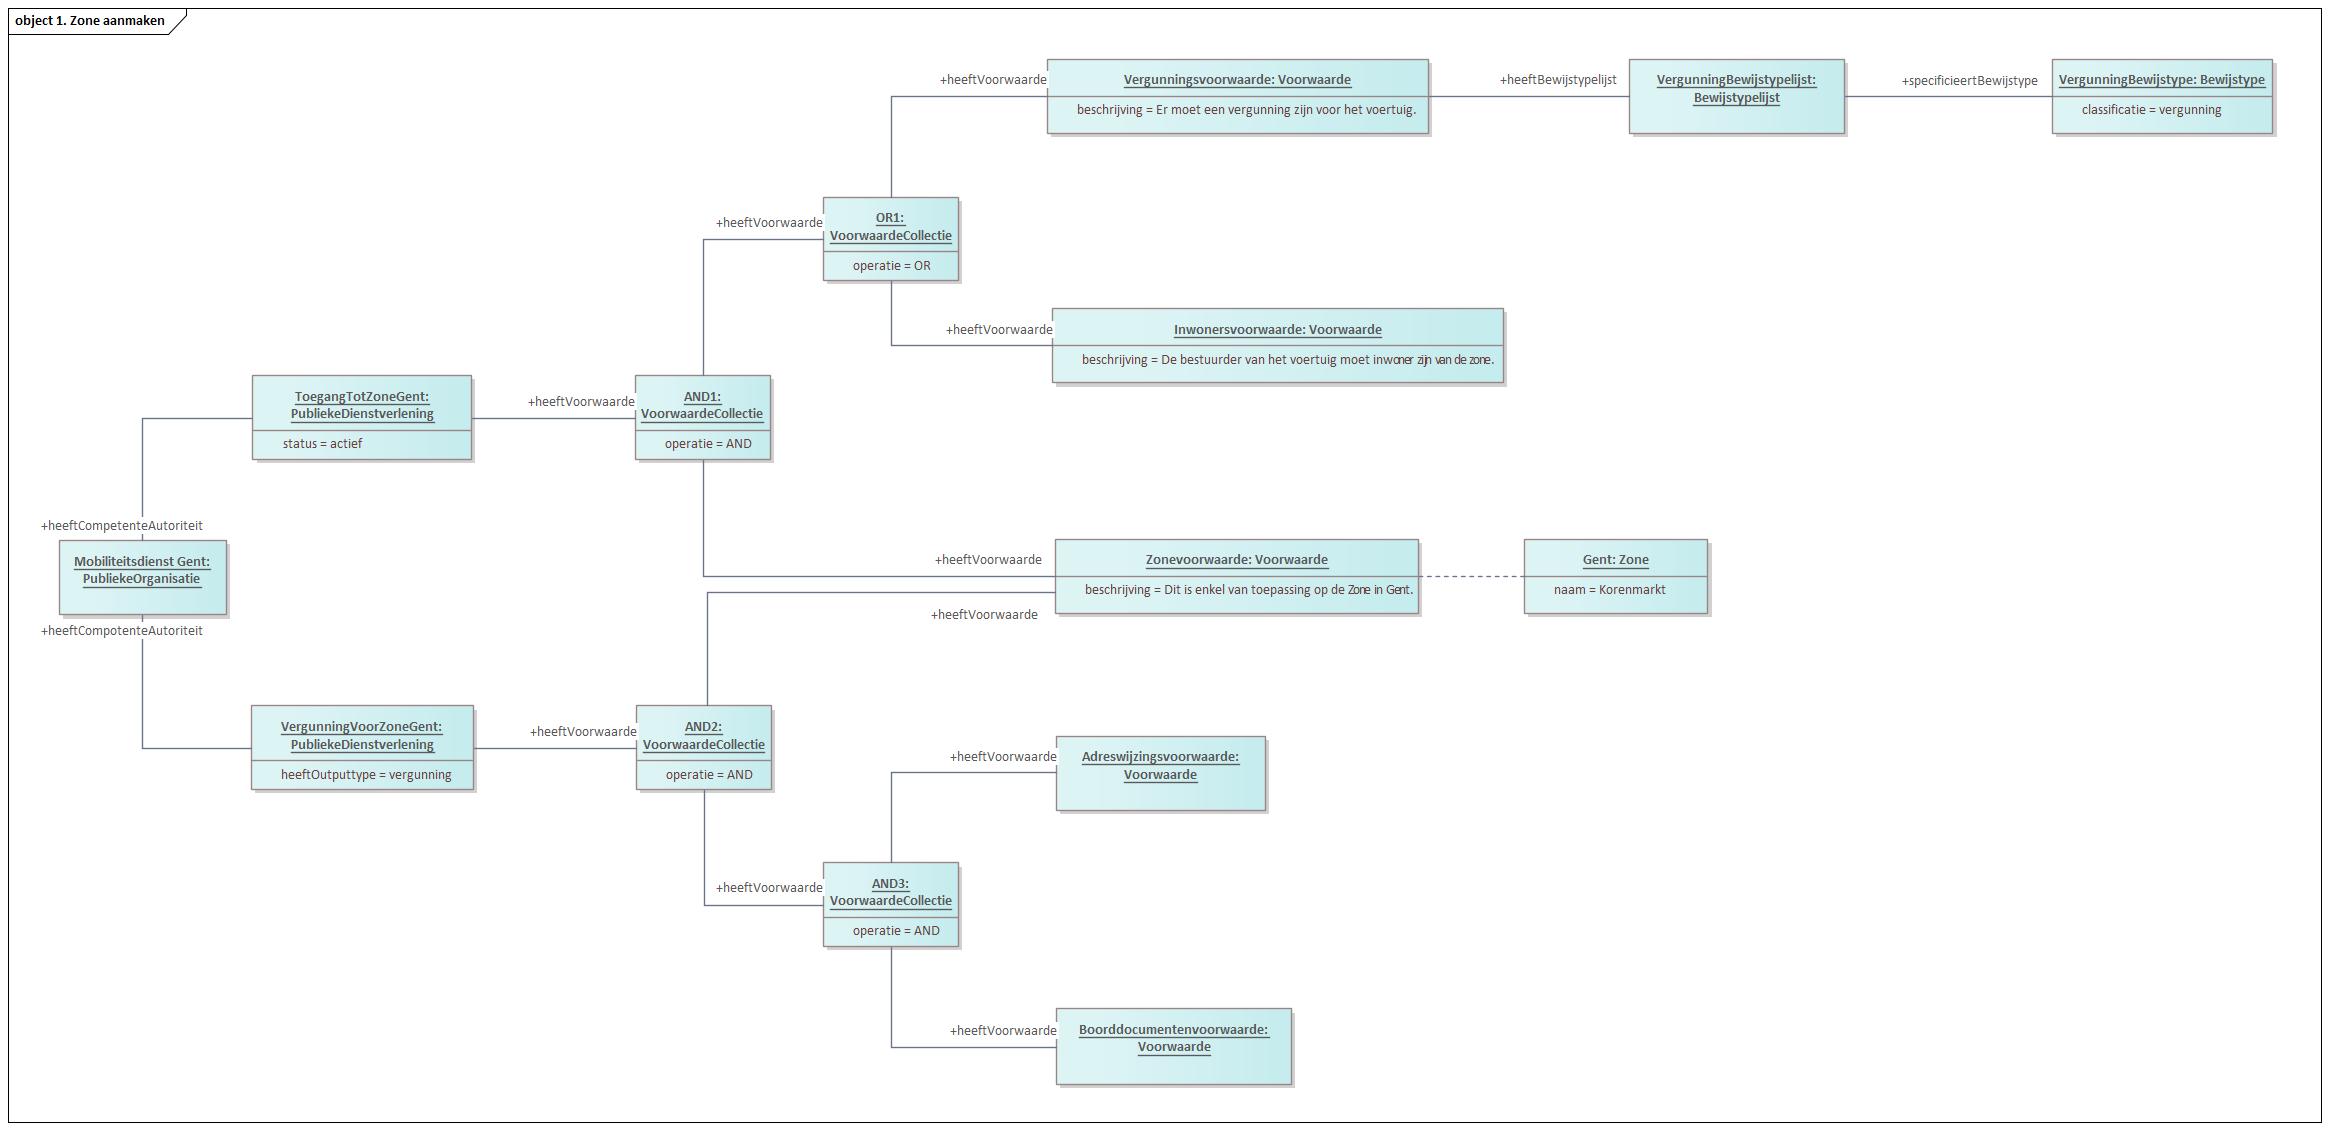 object 1. Zone aanmaken
+heeftVoorwaarde
Vergunningsvoorwaarde: Voorwaarde
beschrijving = Er moet een vergunning zijn voor het voertuig.
+heeftBewijstypelijst
VergunningBewijstypelijst:
Bewijstypelijst
+specificieertBewijstype
VergunningBewijstype: Bewijstype
classificatie = vergunning
+heeftVoorwaarde
OR1:
VoorwaardeCollectie
operatie = OR
+heeftVoorwaarde
Inwonersvoorwaarde: Voorwaarde
beschrijving = De bestuurder van het voertuig moet inwoner zijn van de zone.
ToegangTotZoneGent:
PubliekeDienstverlening
status = actief
+heeftVoorwaarde
AND1:
VoorwaardeCollectie
operatie = AND
+heeftCompetenteAutoriteit
Mobiliteitsdienst Gent:
PubliekeOrganisatie
+heeftCompotenteAutoriteit
+heeftVoorwaarde
Zonevoorwaarde: Voorwaarde
beschrijving = Dit is enkel van toepassing op de Zone in Gent.
Gent: Zone
naam = Korenmarkt
+heeftVoorwaarde
VergunningVoorZoneGent:
PubliekeDienstverlening
heeftOutputtype = vergunning
+heeftVoorwaarde
AND2:
VoorwaardeCollectie
operatie = AND
+heeftVoorwaarde
Adreswijzingsvoorwaarde:
Voorwaarde
+heeftVoorwaarde
AND3:
VoorwaardeCollectie
operatie = AND
+heeftVoorwaarde
Boorddocumentenvoorwaarde:
Voorwaarde